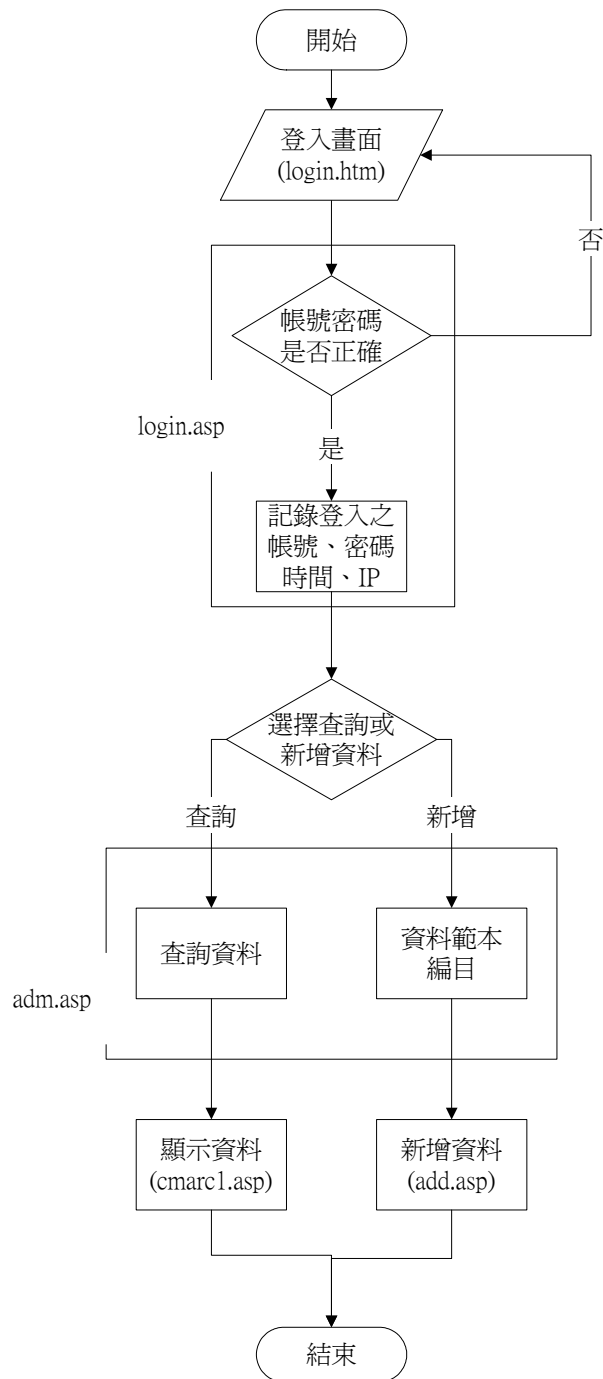 開始
登入畫面
(login.htm)
否
帳號密碼
是否正確
login.asp
是
記錄登入之
帳號、密碼
時間、IP
選擇查詢或
新增資料
查詢
新增
查詢資料
資料範本
編目
adm.asp
顯示資料
(cmarc1.asp)
新增資料
(add.asp)
結束